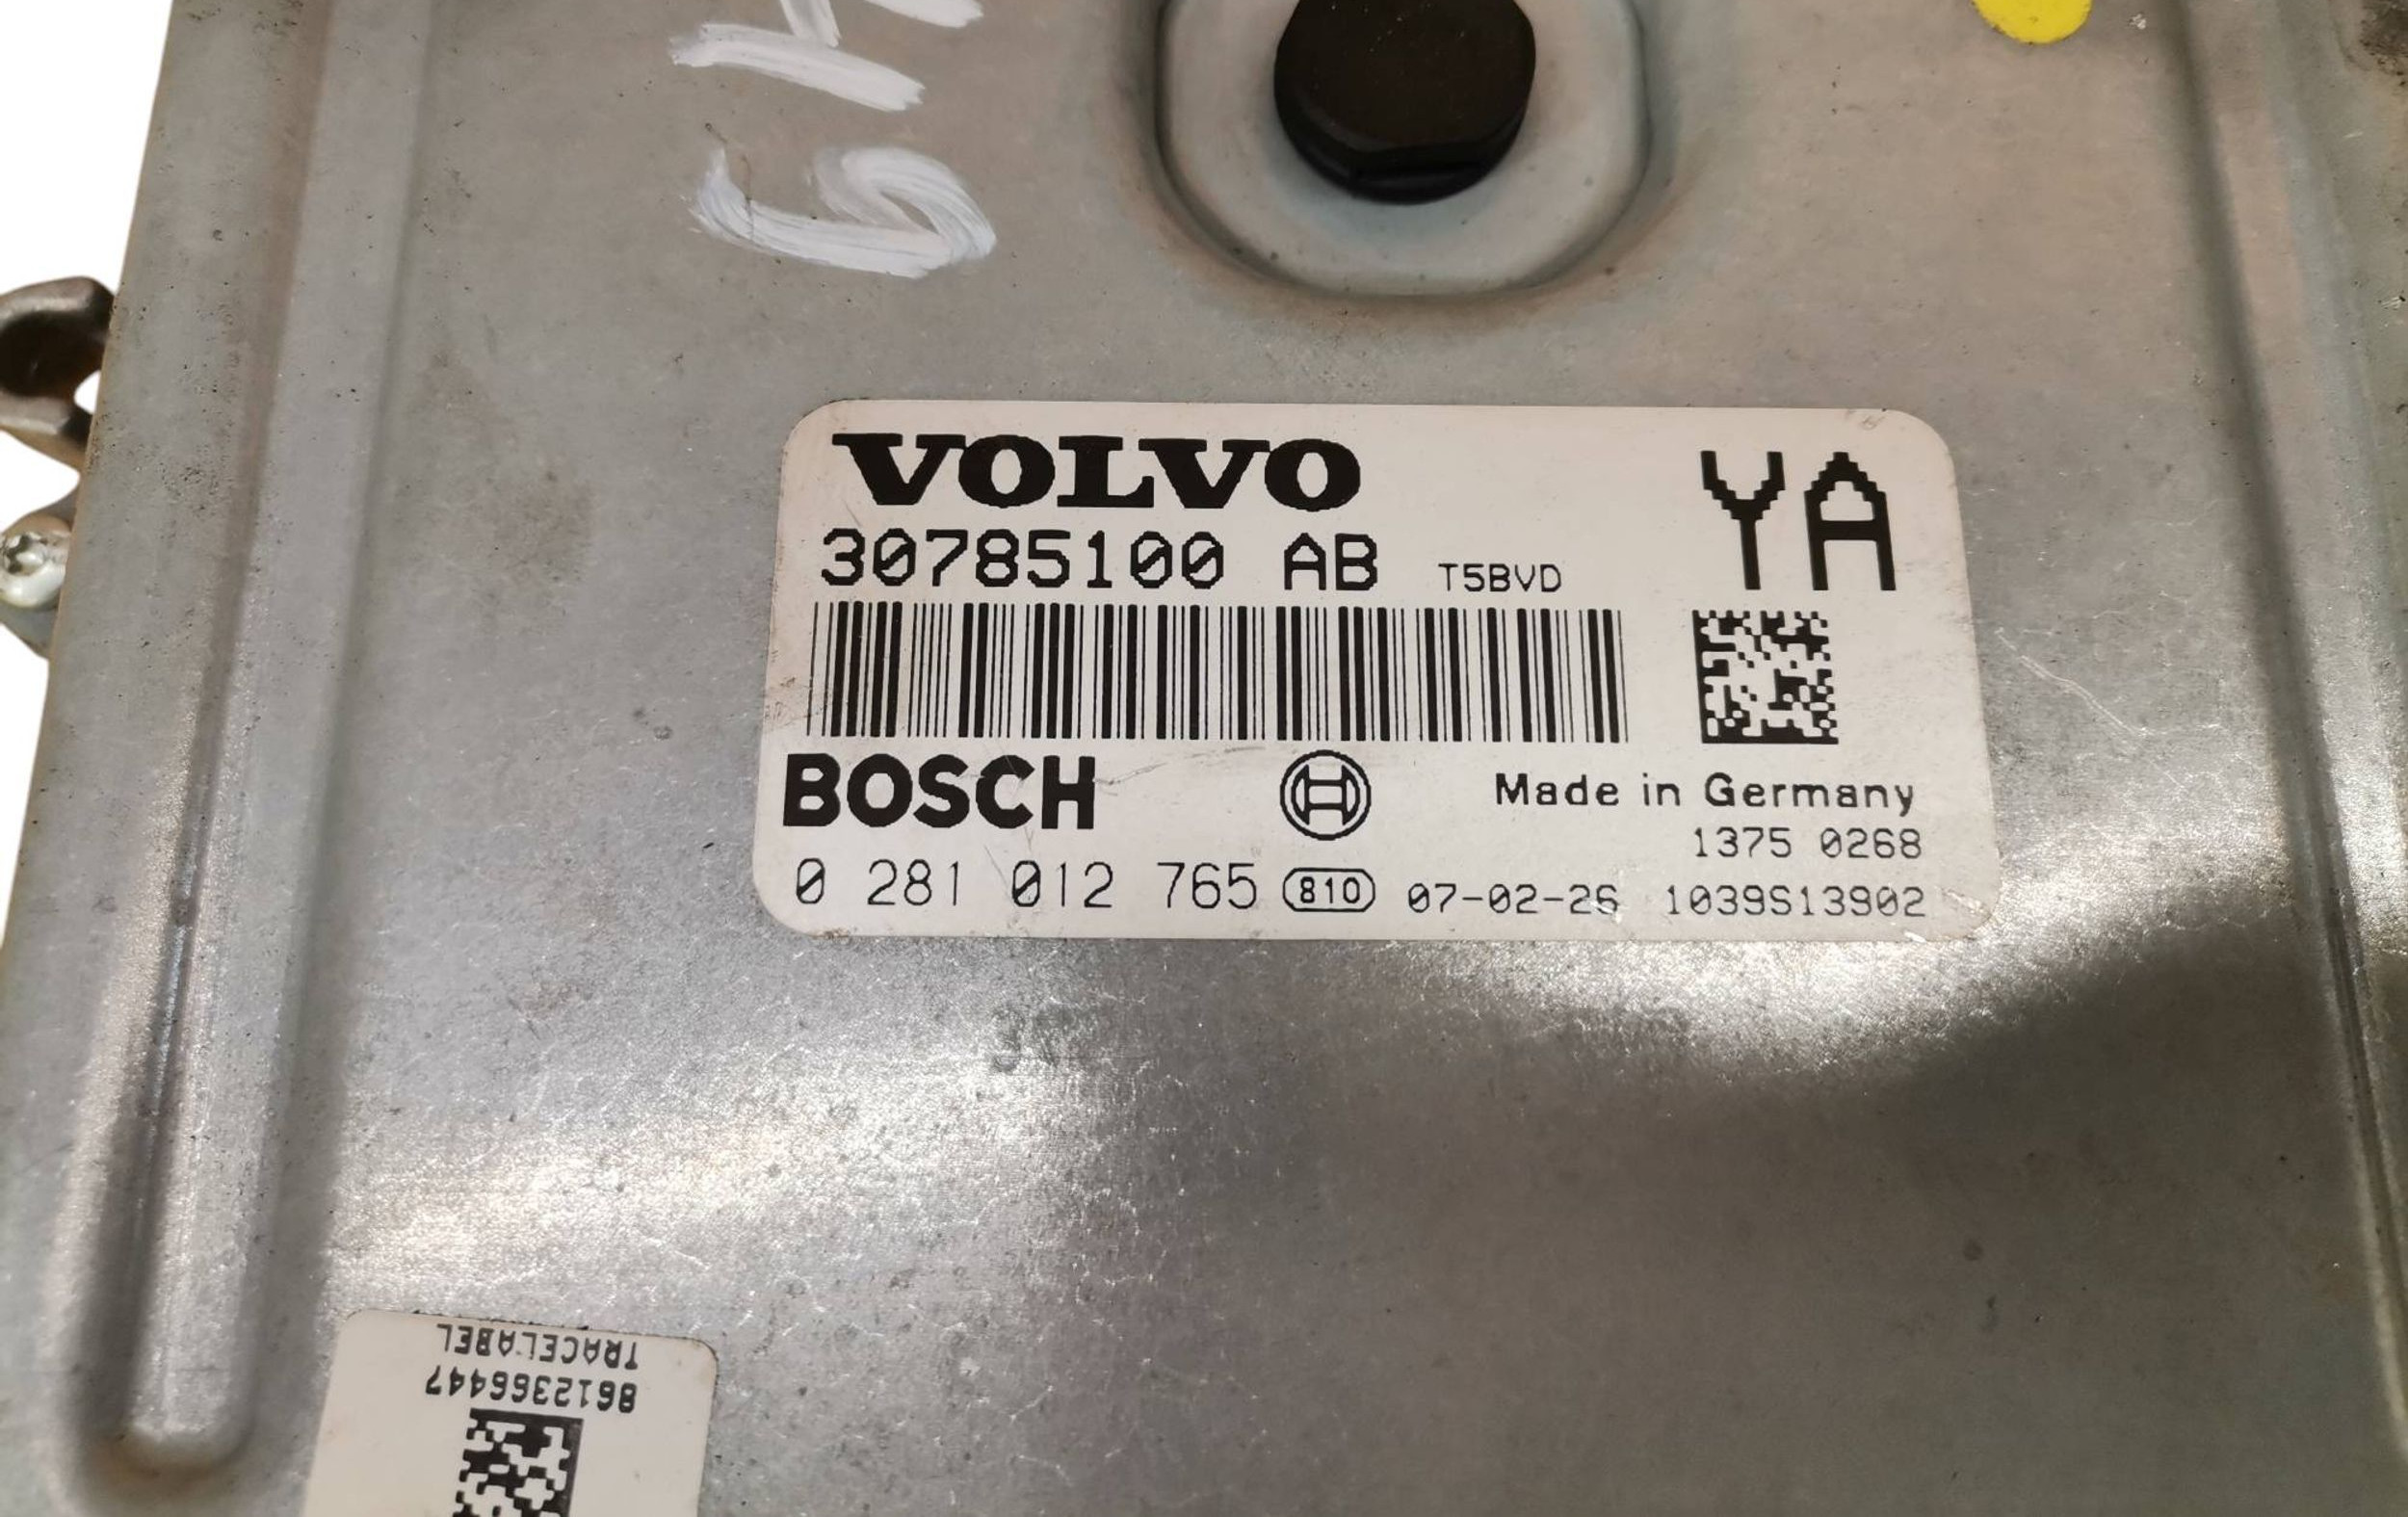 VOLVO
YA
30785100 AB T5BVD
BOSCH
Made in Germany
1375 0268
0 281 012 765 810 07-02-26 1039S13902
TRACELABEL
8612366447